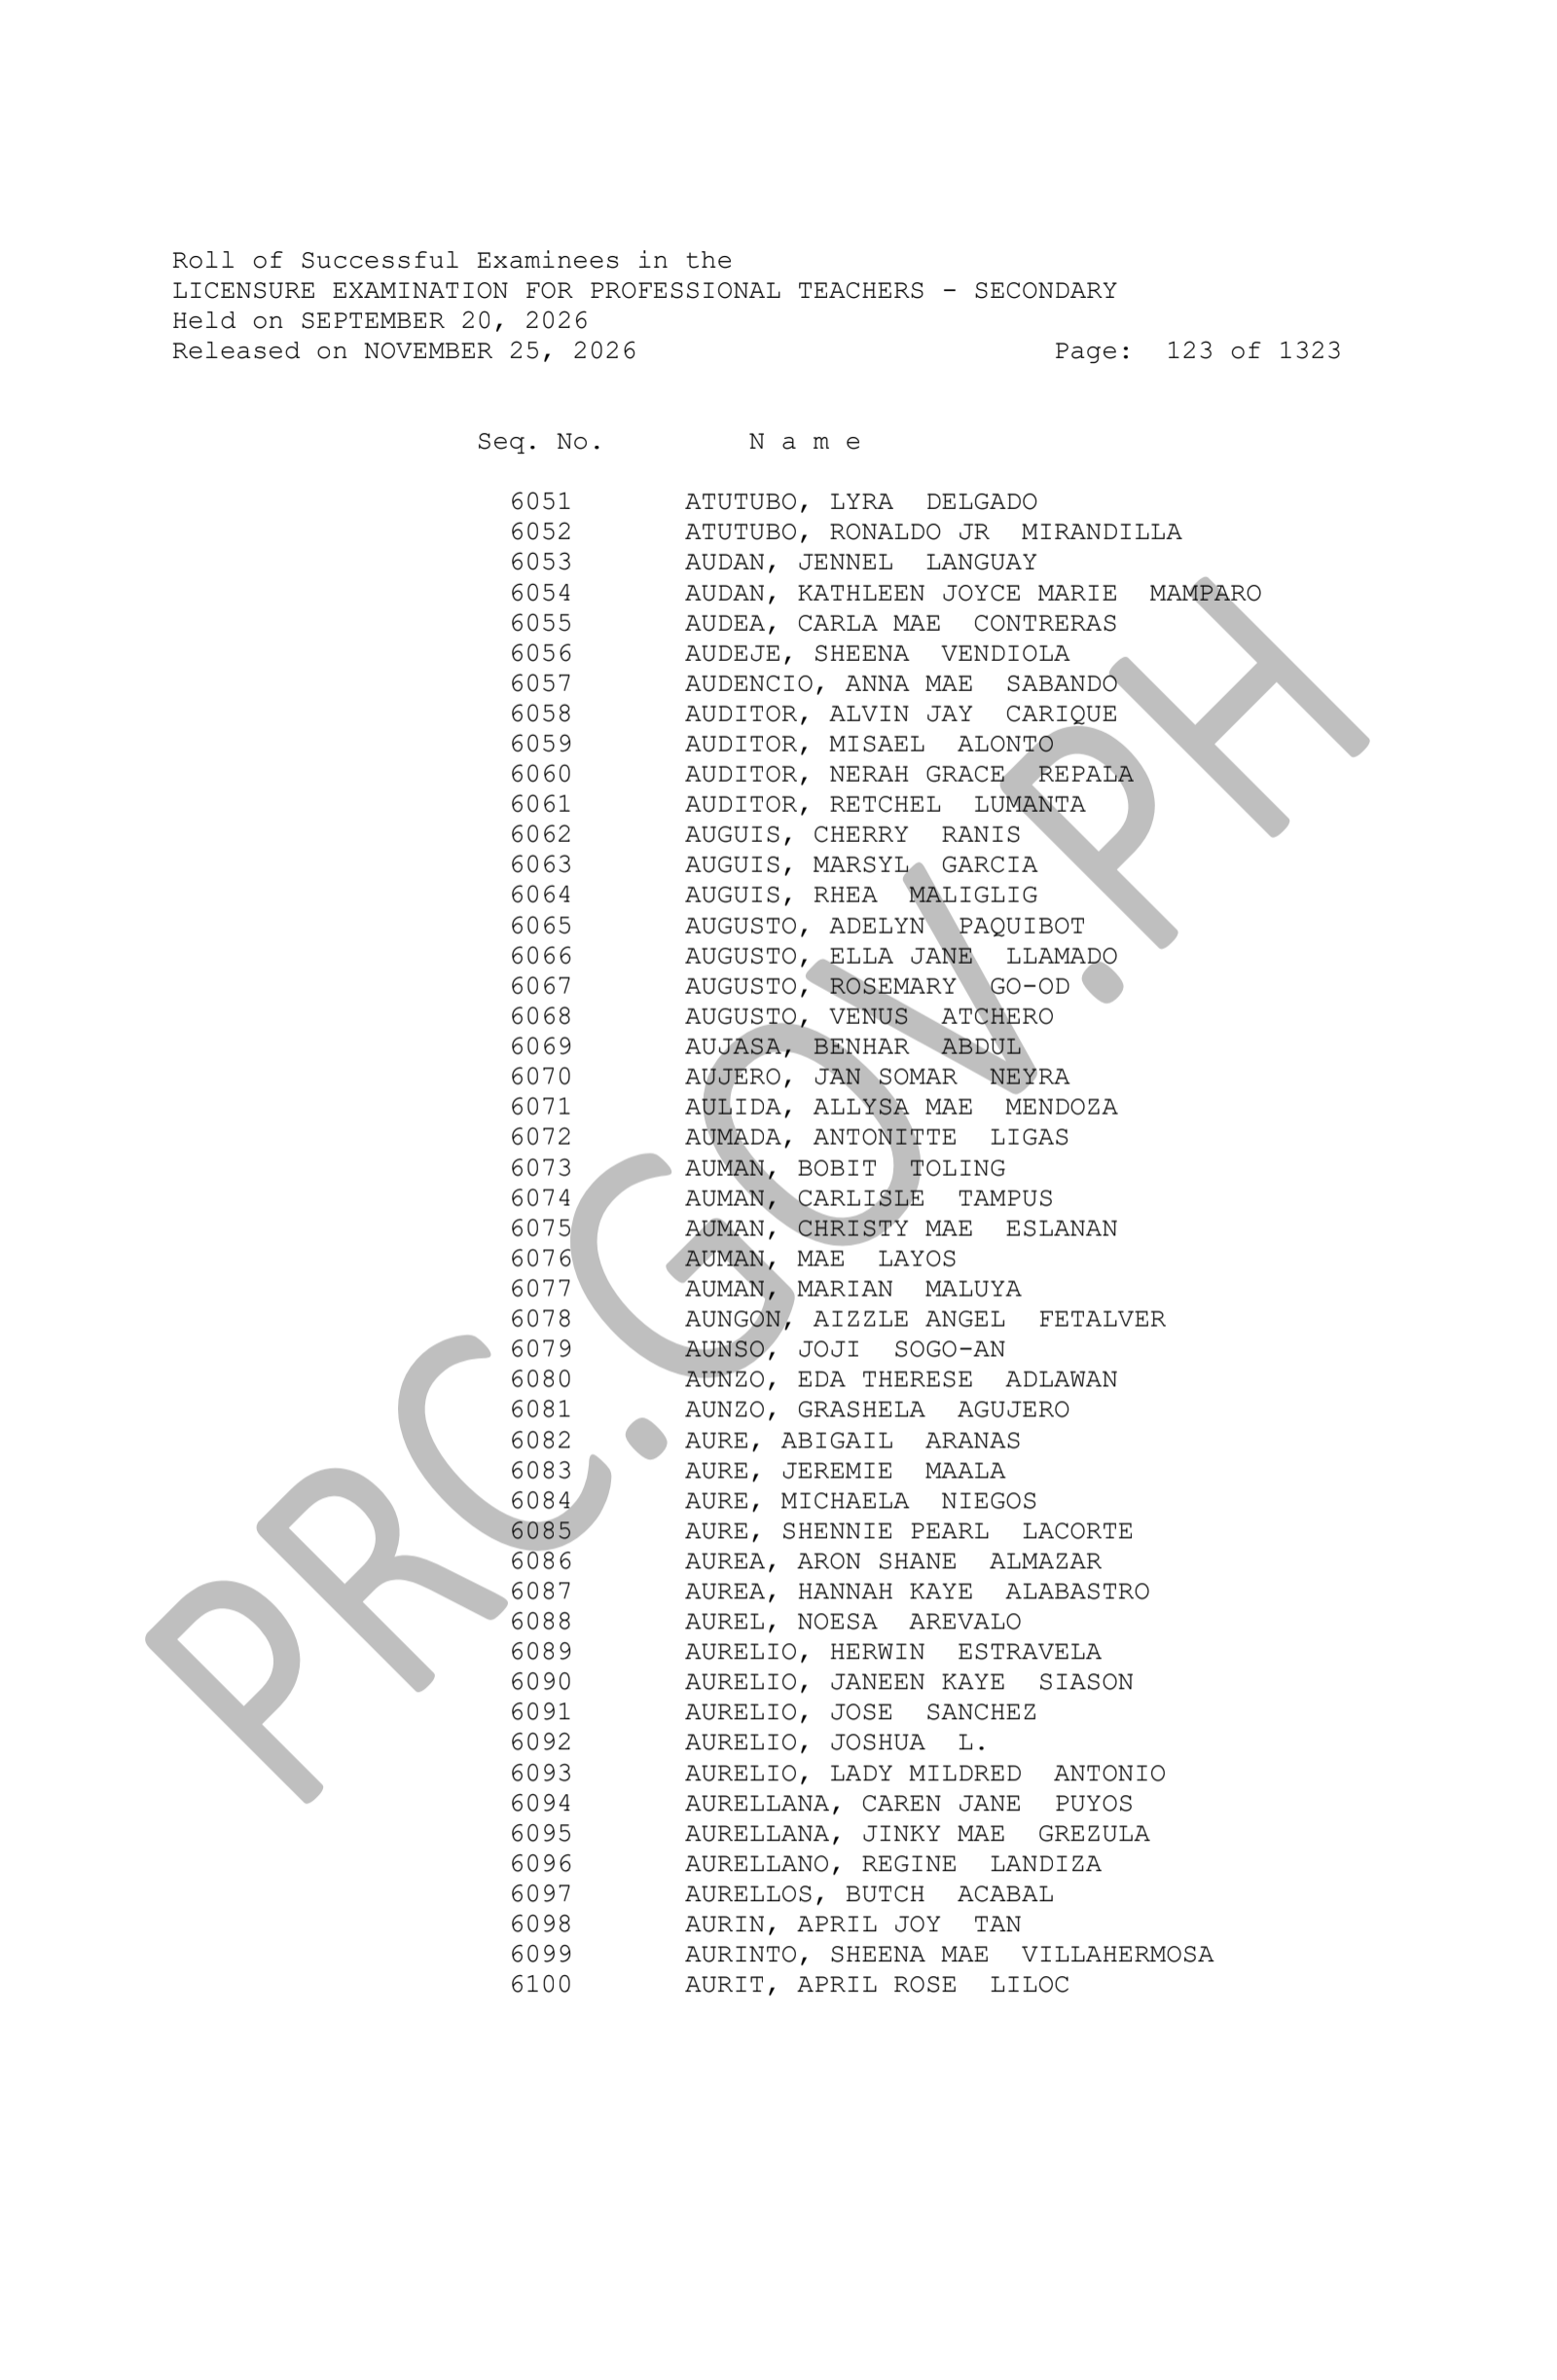 Roll of Successful Examinees in the
LICENSURE EXAMINATION FOR PROFESSIONAL TEACHERS - SECONDARY
Held on SEPTEMBER 20, 2026
Released on NOVEMBER 25, 2026 Page: 123 of 1323
Seq. No. N a m e
6051 ATUTUBO, LYRA DELGADO
6052 ATUTUBO, RONALDO JR MIRANDILLA
6053 AUDAN, JENNEL LANGUAY
6054 AUDAN, KATHLEEN JOYCE MARIE MAMPARO
6055 AUDEA, CARLA MAE CONTRERAS
6056 AUDEJE, SHEENA VENDIOLA
6057 AUDENCIO, ANNA MAE SABANDO
6058 AUDITOR, ALVIN JAY CARIQUE
6059 AUDITOR, MISAEL ALONTO
6060 AUDITOR, NERAH GRACE REPALA
6061 AUDITOR, RETCHEL LUMANTA
6062 AUGUIS, CHERRY RANIS
6063 AUGUIS, MARSYL GARCIA
6064 AUGUIS, RHEA MALIGLIG
6065 AUGUSTO, ADELYN PAQUIBOT
6066 AUGUSTO, ELLA JANE LLAMADO
6067 AUGUSTO, ROSEMARY GO-OD
6068 AUGUSTO, VENUS ATCHERO
6069 AUJASA, BENHAR ABDUL
6070 AUJERO, JAN SOMAR NEYRA
6071 AULIDA, ALLYSA MAE MENDOZA
6072 AUMADA, ANTONITTE LIGAS
6073 AUMAN, BOBIT TOLING
6074 AUMAN, CARLISLE TAMPUS
6075 AUMAN, CHRISTY MAE ESLANAN
6076 AUMAN, MAE LAYOS
6077 AUMAN, MARIAN MALUYA
6078 AUNGON, AIZZLE ANGEL FETALVER
6079 AUNSO, JOJI SOGO-AN
6080 AUNZO, EDA THERESE ADLAWAN
6081 AUNZO, GRASHELA AGUJERO
6082 AURE, ABIGAIL ARANAS
6083 AURE, JEREMIE MAALA
6084 AURE, MICHAELA NIEGOS
6085 AURE, SHENNIE PEARL LACORTE
6086 AUREA, ARON SHANE ALMAZAR
6087 AUREA, HANNAH KAYE ALABASTRO
6088 AUREL, NOESA AREVALO
6089 AURELIO, HERWIN ESTRAVELA
6090 AURELIO, JANEEN KAYE SIASON
6091 AURELIO, JOSE SANCHEZ
6092 AURELIO, JOSHUA L.
6093 AURELIO, LADY MILDRED ANTONIO
6094 AURELLANA, CAREN JANE PUYOS
6095 AURELLANA, JINKY MAE GREZULA
6096 AURELLANO, REGINE LANDIZA
6097 AURELLOS, BUTCH ACABAL
6098 AURIN, APRIL JOY TAN
6099 AURINTO, SHEENA MAE VILLAHERMOSA
6100 AURIT, APRIL ROSE LILOC
PRC.GOV.PH